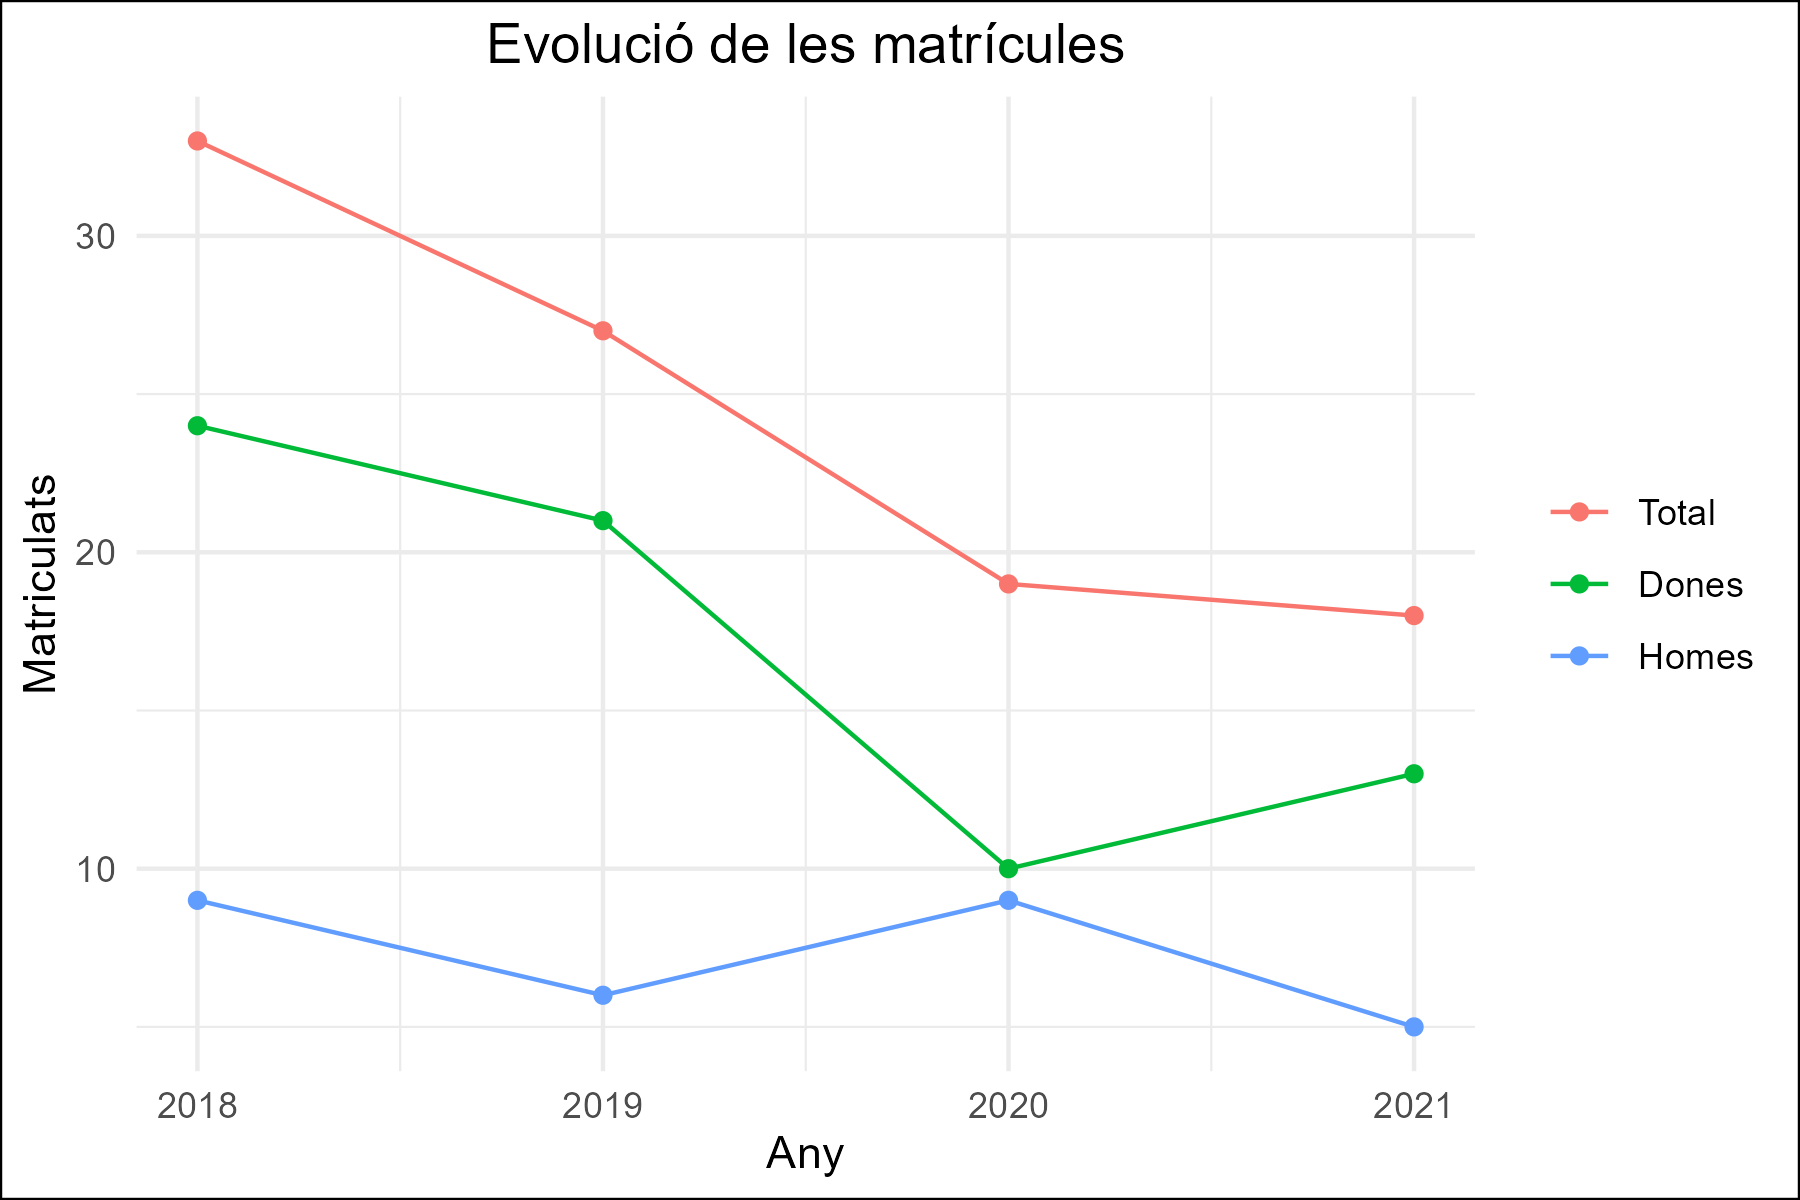 Evolució de les matrícules
Matriculats
30
20
10
2018
2019
2020
2021
Any
Total
Dones
Homes